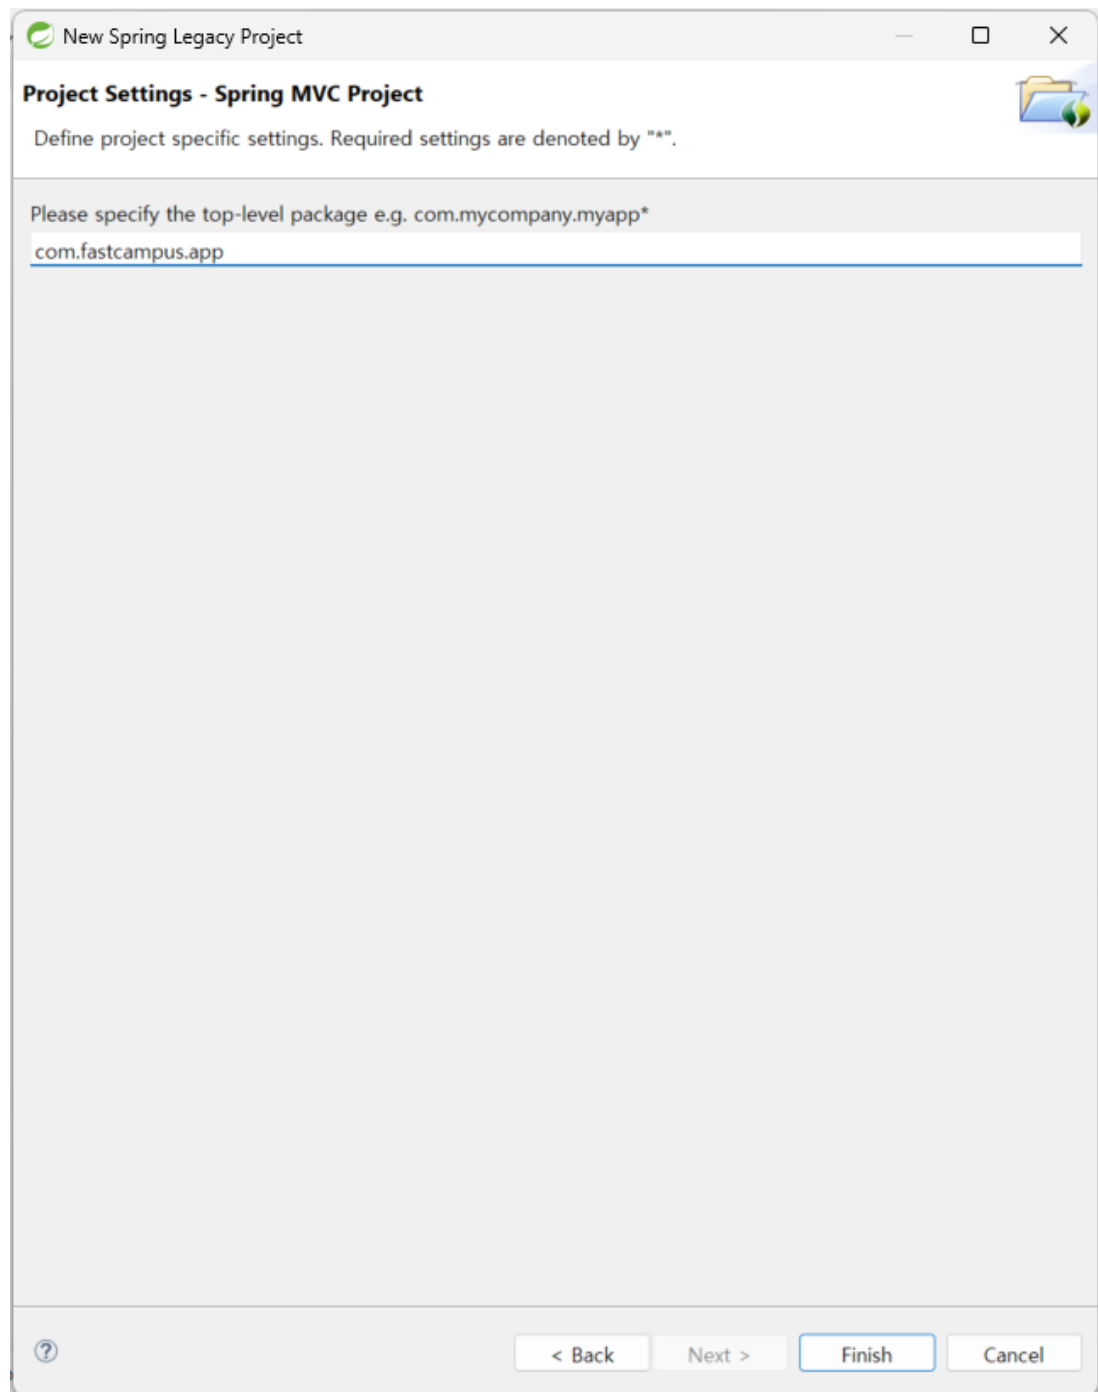 New Spring Legacy Project
Project Settings - Spring MVC Project
Define project specific settings. Required settings are denoted by "*".
Please specify the top-level package e.g. com.mycompany.myapp*
com.fastcampus.app
?
< Back Next > Finish Cancel